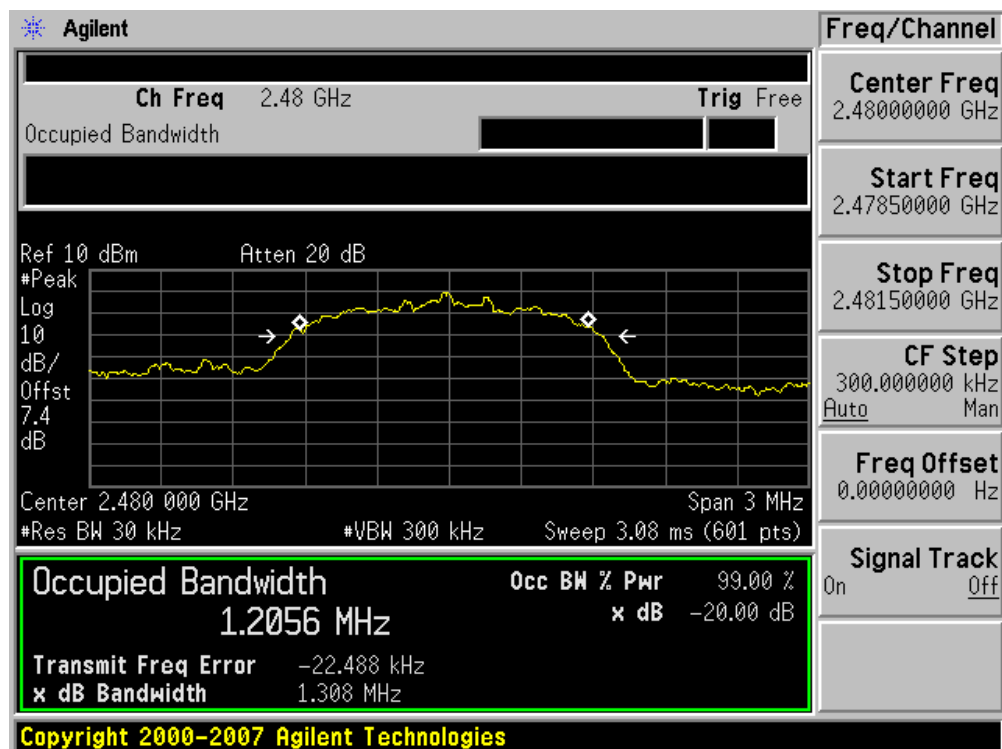 Agilent
Freq/Channel
Ch Freq 2.48 GHz Trig Free
Occupied Bandwidth
Center Freq
2.48000000 GHz
Start Freq
2.47850000 GHz
Stop Freq
2.48150000 GHz
CF Step
300.000000 kHz
Auto Man
Freq Offset
0.00000000 Hz
Signal Track
On Off
Ref 10 dBm Atten 20 dB
#Peak
Log
10
dB/
Offst
7.4
dB
Center 2.480 000 GHz Span 3 MHz
#Res BW 30 kHz #VBW 300 kHz Sweep 3.08 ms (601 pts)
Occupied Bandwidth Occ BW % Pwr 99.00 %
1.2056 MHz x dB -20.00 dB
Transmit Freq Error -22.488 kHz
x dB Bandwidth 1.308 MHz
Copyright 2000-2007 Agilent Technologies